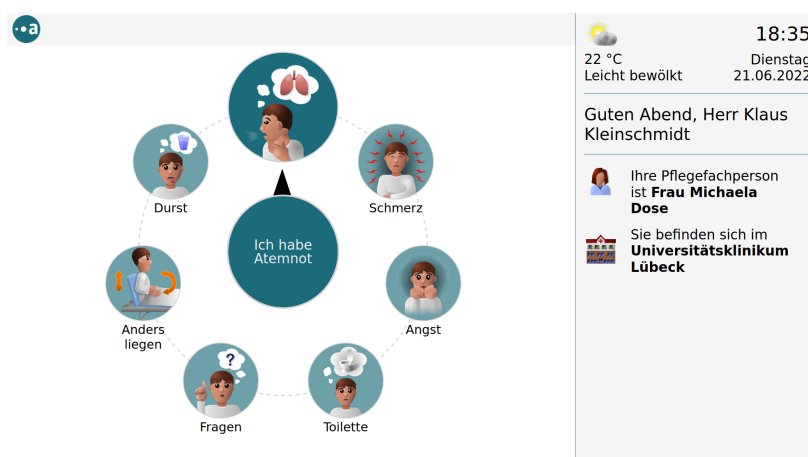 a
18:35
22 °C
Dienstag
Leicht bewölkt
21.06.2022
Guten Abend, Herr Klaus
Kleinschmidt
Ihre Pflegefachperson
ist Frau Michaela
Dose
Sie befinden sich im
Universitätsklinikum
Lübeck
Ich habe
Atemnot
Schmerz
Angst
Toilette
?
Fragen
Anders
liegen
Durst